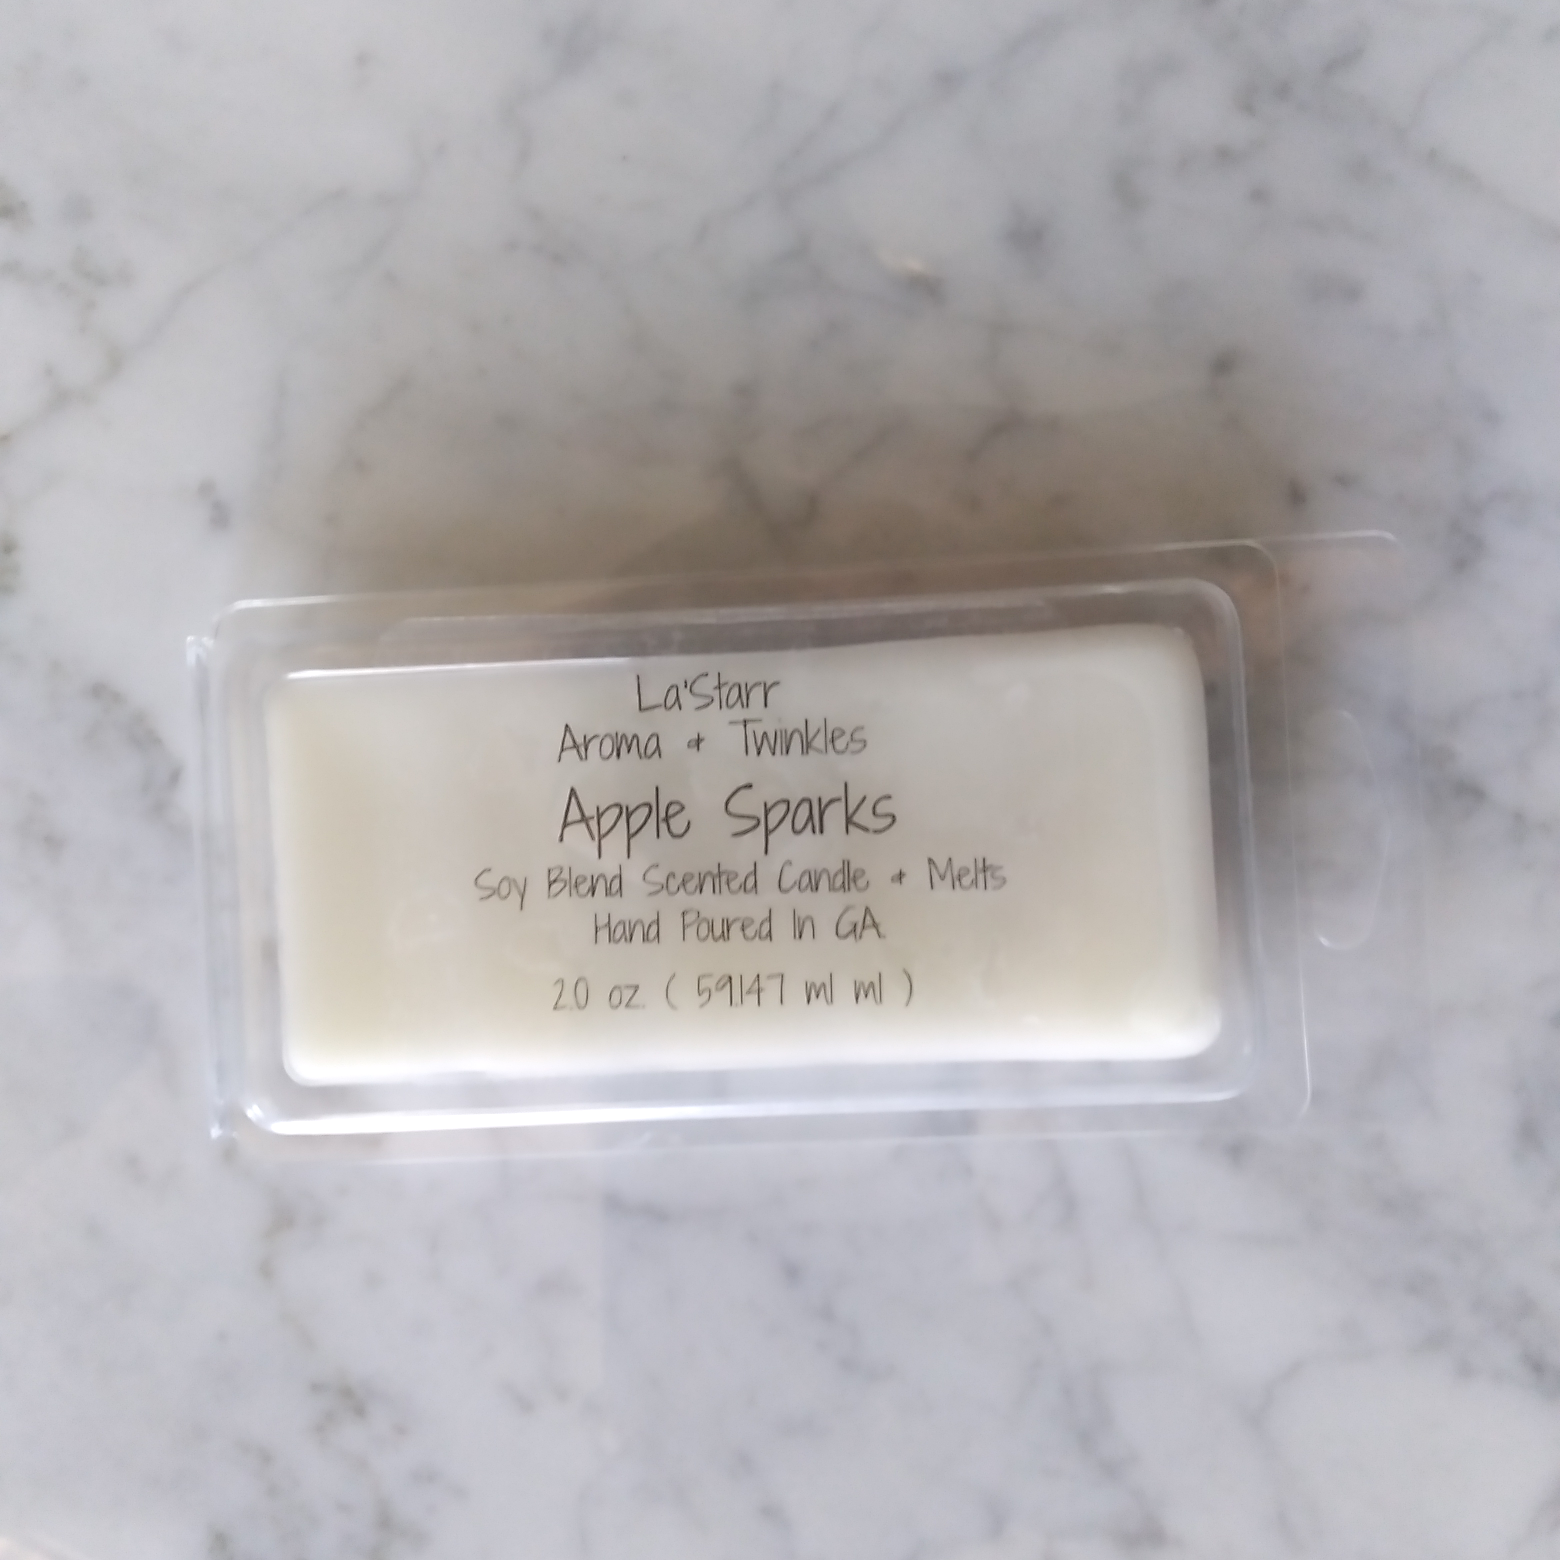 La'Starr
Aroma & Twinkles
Apple Sparks
Soy Blend Scented Candle & Melts
Hand Poured In GA
2.0 oz. ( 59.147 ml ml )